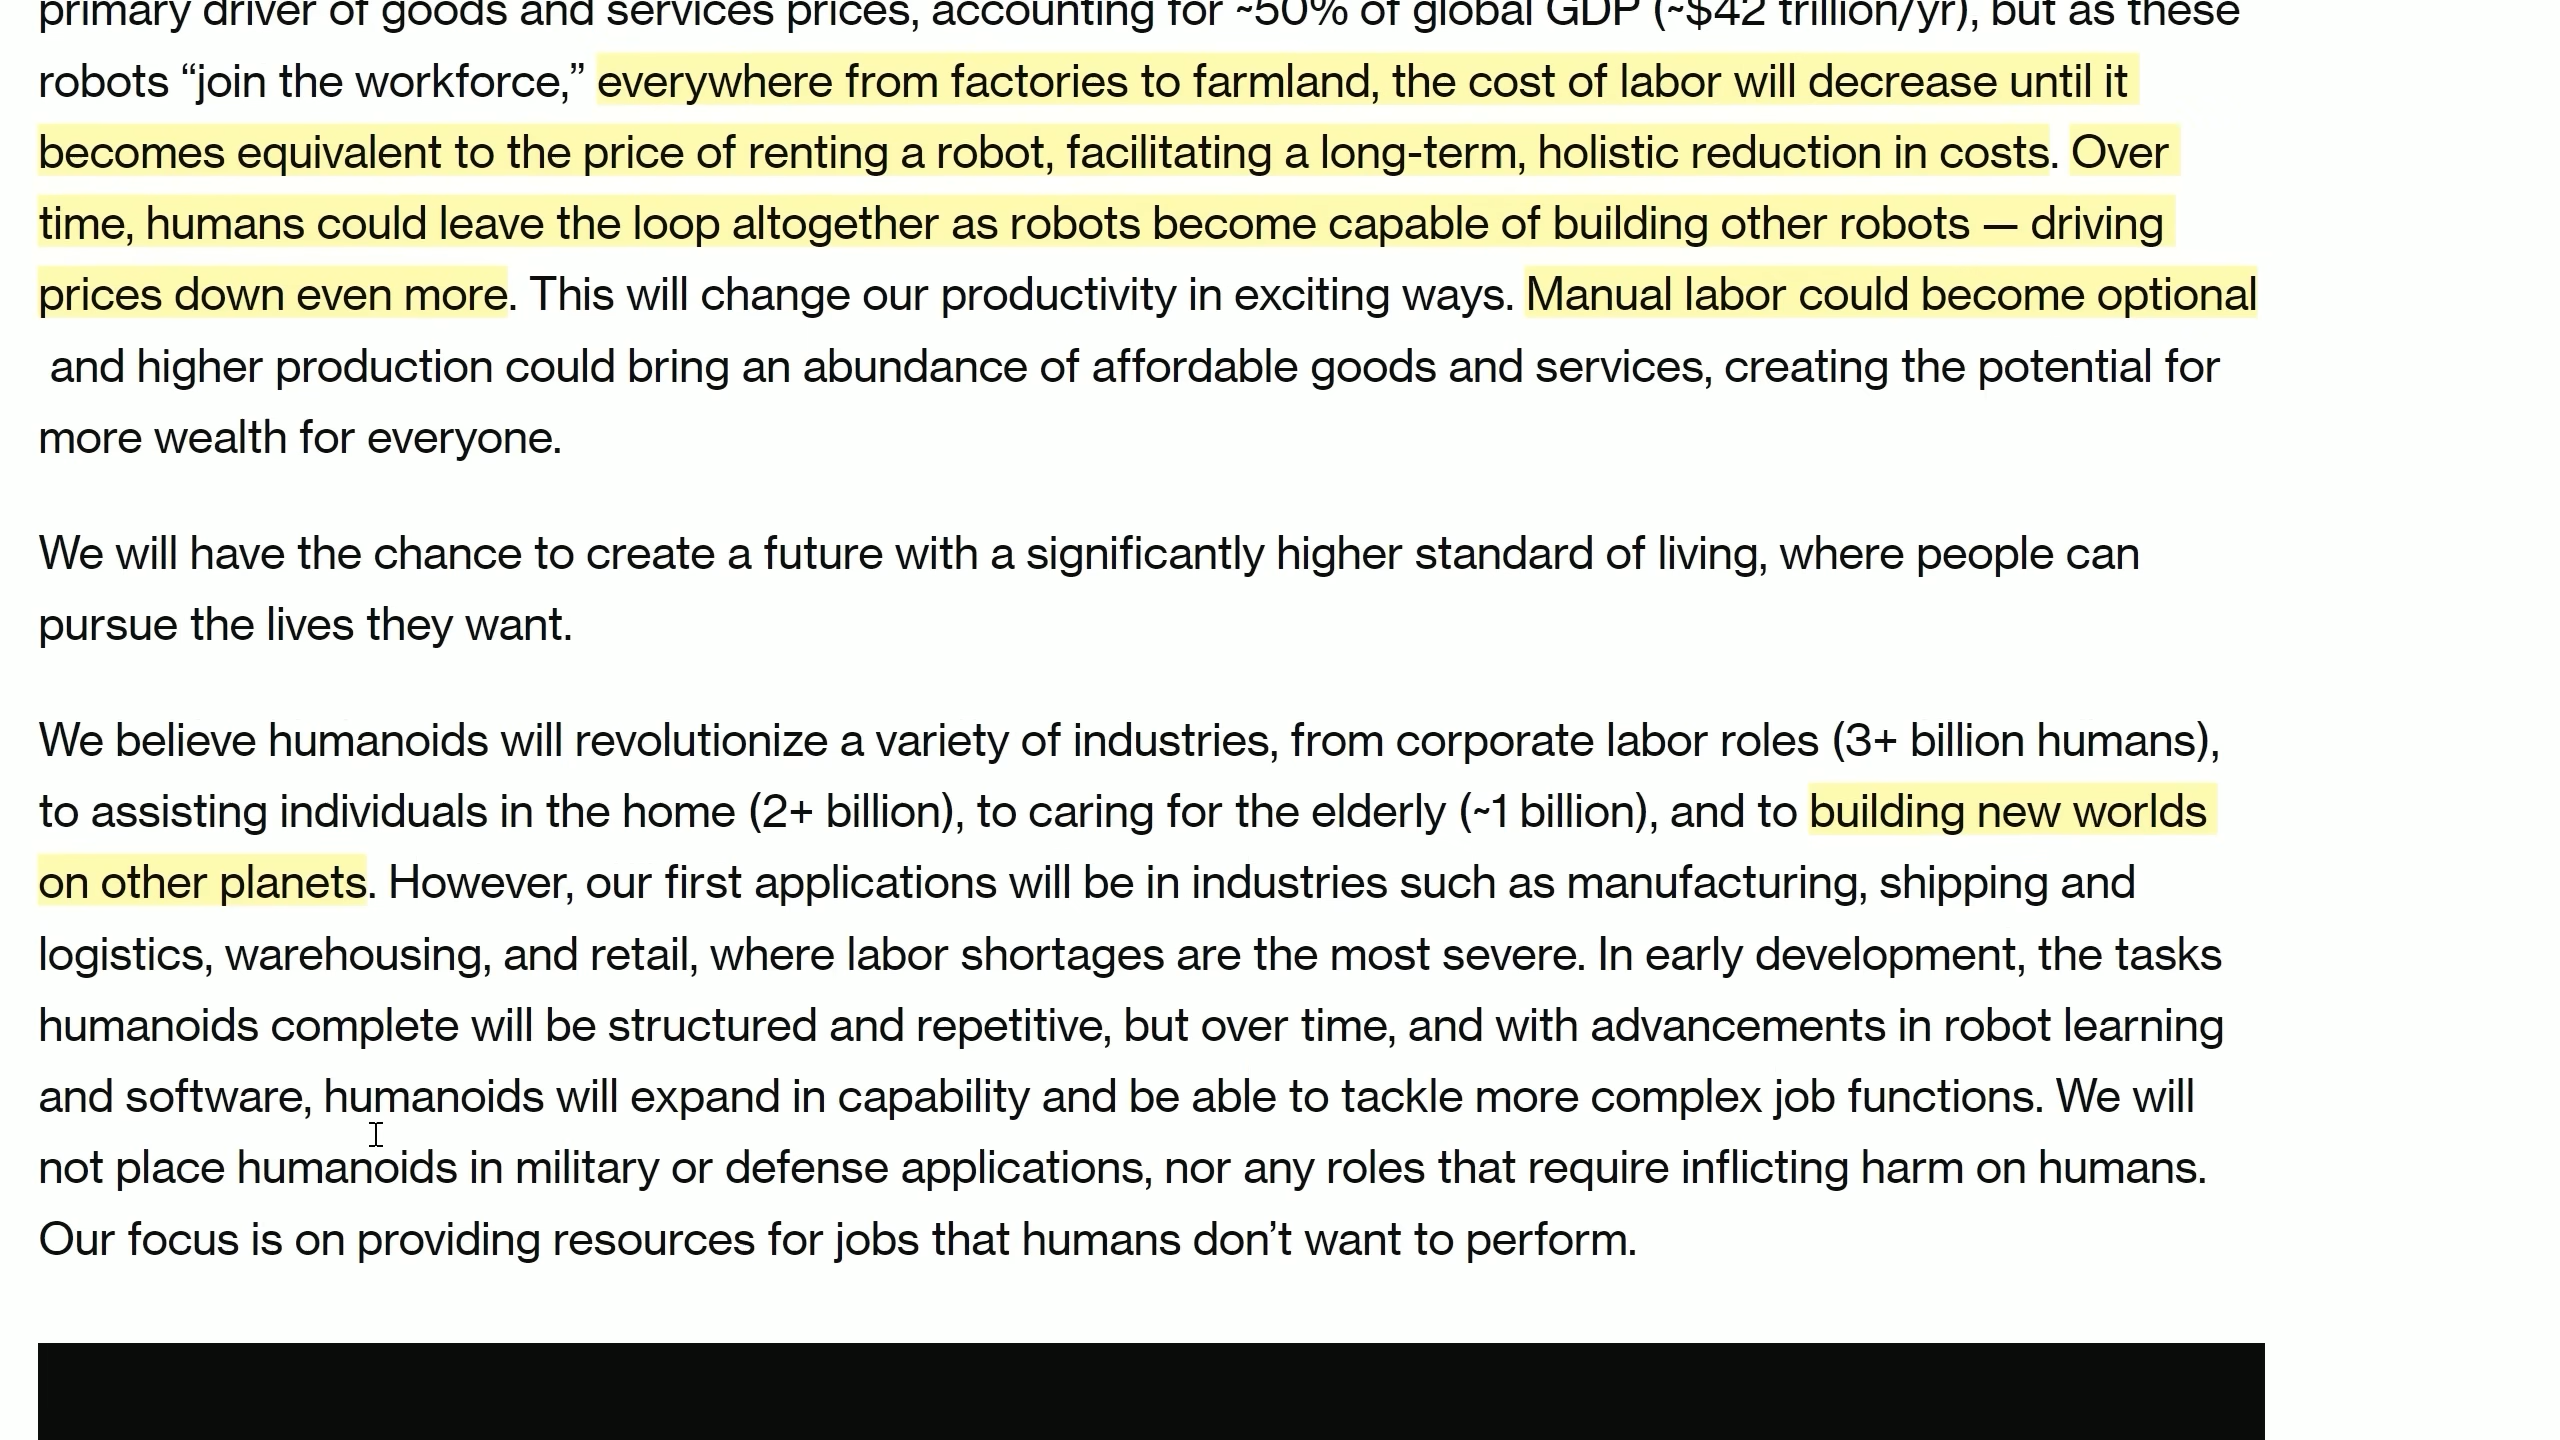 primary driver of goods and services prices, accounting for ~50% of global GDP (~$42 trillion/yr), but as these
robots “join the workforce,” everywhere from factories to farmland, the cost of labor will decrease until it
becomes equivalent to the price of renting a robot, facilitating a long-term, holistic reduction in costs. Over
time, humans could leave the loop altogether as robots become capable of building other robots — driving
prices down even more. This will change our productivity in exciting ways. Manual labor could become optional
and higher production could bring an abundance of affordable goods and services, creating the potential for
more wealth for everyone.
We will have the chance to create a future with a significantly higher standard of living, where people can
pursue the lives they want.
We believe humanoids will revolutionize a variety of industries, from corporate labor roles (3+ billion humans),
to assisting individuals in the home (2+ billion), to caring for the elderly (~1 billion), and to building new worlds
on other planets. However, our first applications will be in industries such as manufacturing, shipping and
logistics, warehousing, and retail, where labor shortages are the most severe. In early development, the tasks
humanoids complete will be structured and repetitive, but over time, and with advancements in robot learning
and software, humanoids will expand in capability and be able to tackle more complex job functions. We will
not place humanoids in military or defense applications, nor any roles that require inflicting harm on humans.
Our focus is on providing resources for jobs that humans don’t want to perform.